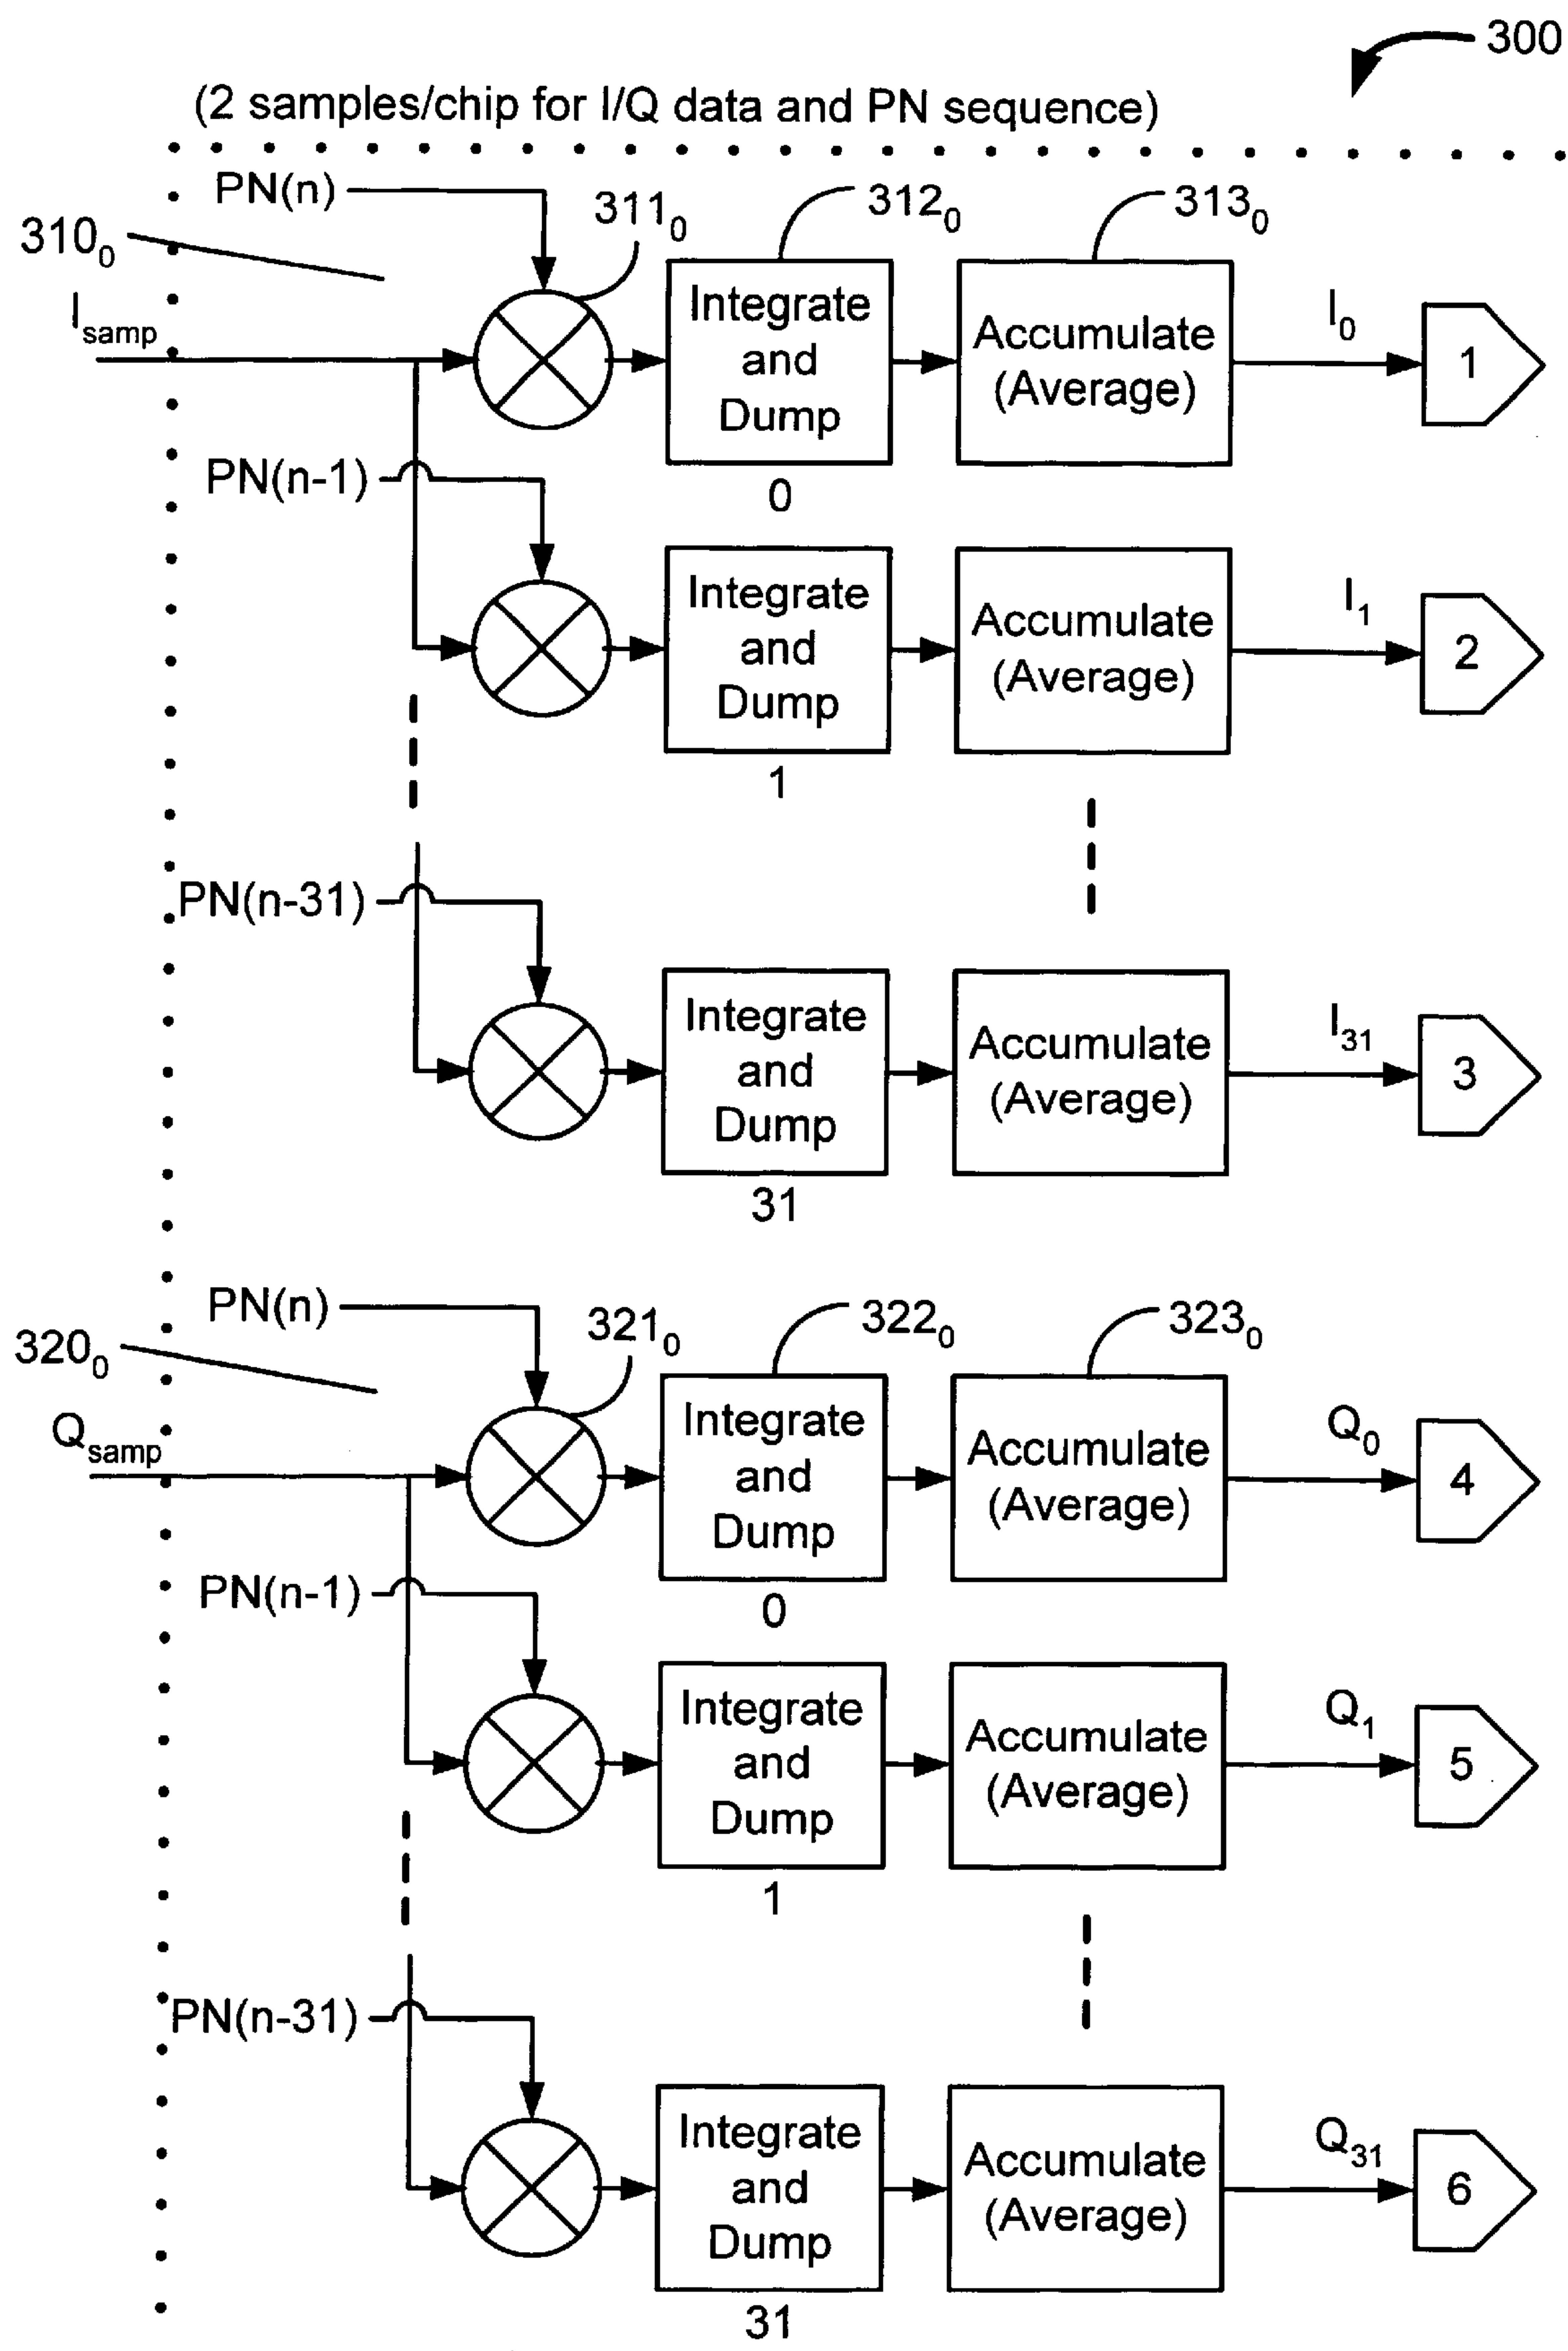 300
(2 samples/chip for I/Q data and PN sequence)
PN(n)
310₀
311₀
312₀
313₀
I_samp
Integrate
and
Dump
0
Accumulate
(Average)
I₀
1
PN(n-1)
Integrate
and
Dump
1
Accumulate
(Average)
I₁
2
PN(n-31)
Integrate
and
Dump
31
Accumulate
(Average)
I₃₁
3
PN(n)
320₀
321₀
322₀
323₀
Q_samp
Integrate
and
Dump
0
Accumulate
(Average)
Q₀
4
PN(n-1)
Integrate
and
Dump
1
Accumulate
(Average)
Q₁
5
PN(n-31)
Integrate
and
Dump
31
Accumulate
(Average)
Q₃₁
6